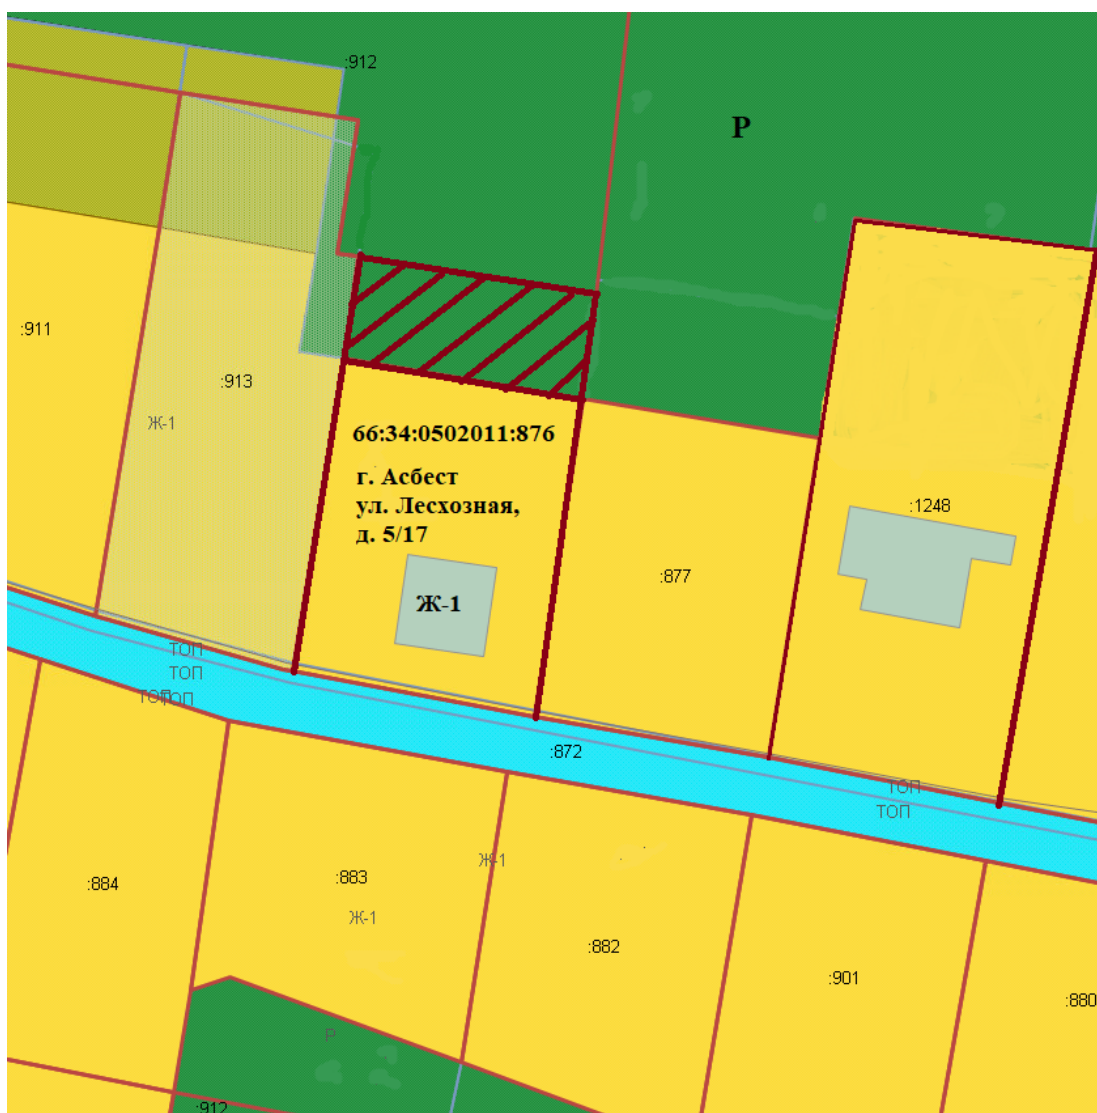 :912
Р
:911
:913
Ж-1
66:34:0502011:876
г. Асбест
ул. Лесхозная,
д. 5/17
:1248
:877
Ж-1
ТОП
ТОП
ТОП
ТОП
:872
ТОП
ТОП
Ж-1
:884
:883
Ж-1
:882
:901
:880
Р
:912